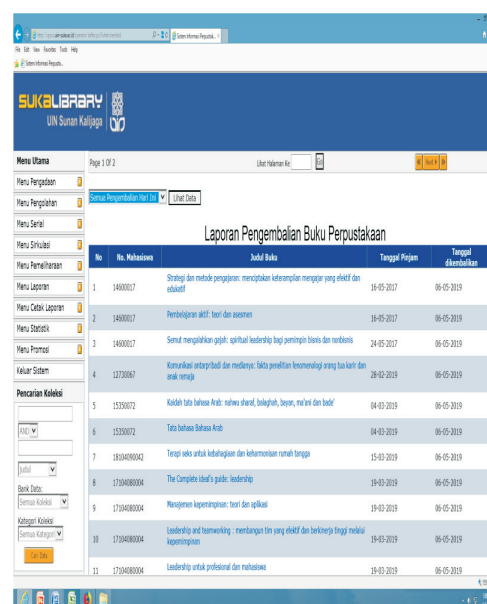 Sistem Informasi Perpustak...
File Edit View Favorites Tools Help
Sistem Informasi Perpusta...
SUKALIBRARY
UIN Sunan Kalijaga
Menu Utama
Menu Pengadaan
Menu Pengolahan
Menu Serial
Menu Sirkulasi
Menu Pemeliharaan
Menu Laporan
Menu Cetak Laporan
Menu Statistik
Menu Promosi
Keluar Sistem
Pencarian Koleksi
AND
Judul
Bank Data:
Semua Koleksi
Kategori Koleksi
Semua Kategori
Cari Data
Page 1 Of 2 Lihat Halaman Ke Go Next
Semua Pengembalian Hari Ini Lihat Data
Laporan Pengembalian Buku Perpustakaan
No No. Mahasiswa Judul Buku Tanggal Pinjam Tanggal dikembalikan
1 14600017 Strategi dan metode pengajaran: menciptakan keterampilan mengajar yang efektif dan
edukatif 16-05-2017 06-05-2019
2 14600017 Pembelajaran aktif: teori dan asesmen 16-05-2017 06-05-2019
3 14600017 Semut mengalahkan gajah: spiritual leadership bagi pemimpin bisnis dan nonbisnis 24-05-2017 06-05-2019
4 12730067 Komunikasi antarpribadi dan medianya: fakta penelitian fenomenologi orang tua karir dan
anak remaja 28-02-2019 06-05-2019
5 15350072 Kaidah tata bahasa Arab: nahwu sharaf, balaghah, bayan, ma'ani dan bade' 04-03-2019 06-05-2019
6 15350072 Tata bahasa Bahasa Arab 04-03-2019 06-05-2019
7 18104090042 Terapi seks untuk kebahagiaan dan keharmonisan rumah tangga 15-03-2019 06-05-2019
8 17104080004 The Complete ideal's guide: leadership 19-03-2019 06-05-2019
9 17104080004 Manajemen kepemimpinan: teori dan aplikasi 19-03-2019 06-05-2019
10 17104080004 Leadership and teamworking : membangun tim yang efektif dan berkinerja tinggi melalui
kepemimpinan 19-03-2019 06-05-2019
11 17104080004 Leadership untuk profesional dan mahasiswa 19-03-2019 06-05-2019